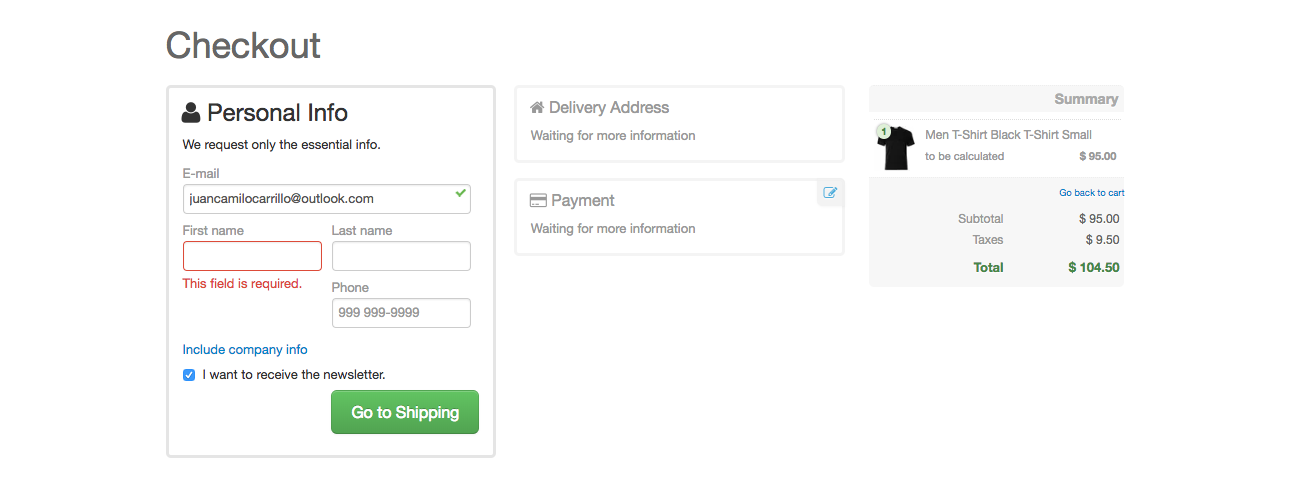 Checkout
Personal Info
We request only the essential info.
E-mail
juancamilocarrillo@outlook.com
First name Last name
This field is required.
Phone
999 999-9999
Include company info
I want to receive the newsletter.
Go to Shipping
Delivery Address
Waiting for more information
Payment
Waiting for more information
Summary
1
Men T-Shirt Black T-Shirt Small
to be calculated $ 95.00
Go back to cart
Subtotal $ 95.00
Taxes $ 9.50
Total $ 104.50